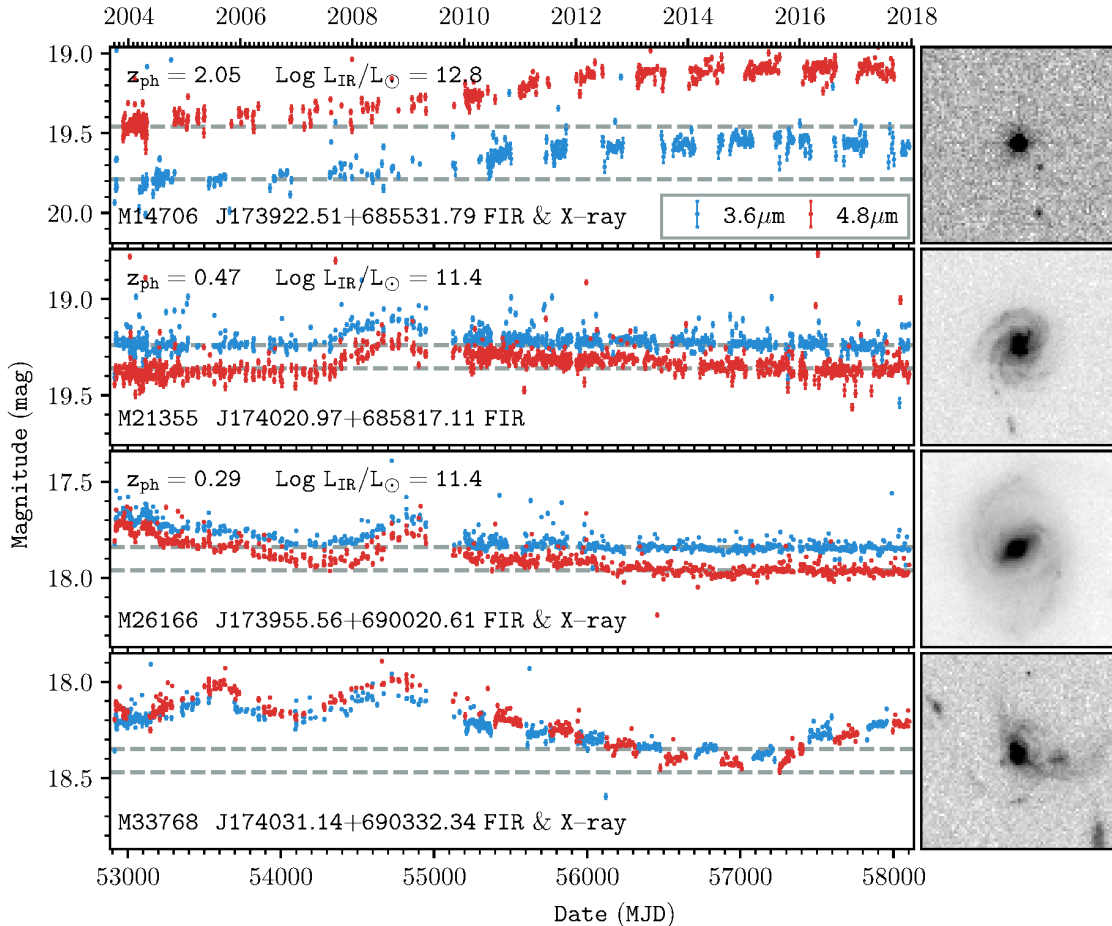 2004 2006 2008 2010 2012 2014 2016 2018
19.0
z_ph = 2.05 Log L_IR/L_⊙ = 12.8
19.5
20.0
M14706 J173922.51+685531.79 FIR & X–ray
3.6μm 4.8μm
z_ph = 0.47 Log L_IR/L_⊙ = 11.4
19.0
19.5
M21355 J174020.97+685817.11 FIR
Magnitude (mag)
z_ph = 0.29 Log L_IR/L_⊙ = 11.4
17.5
18.0
M26166 J173955.56+690020.61 FIR & X–ray
18.0
18.5
M33768 J174031.14+690332.34 FIR & X–ray
53000 54000 55000 56000 57000 58000
Date (MJD)